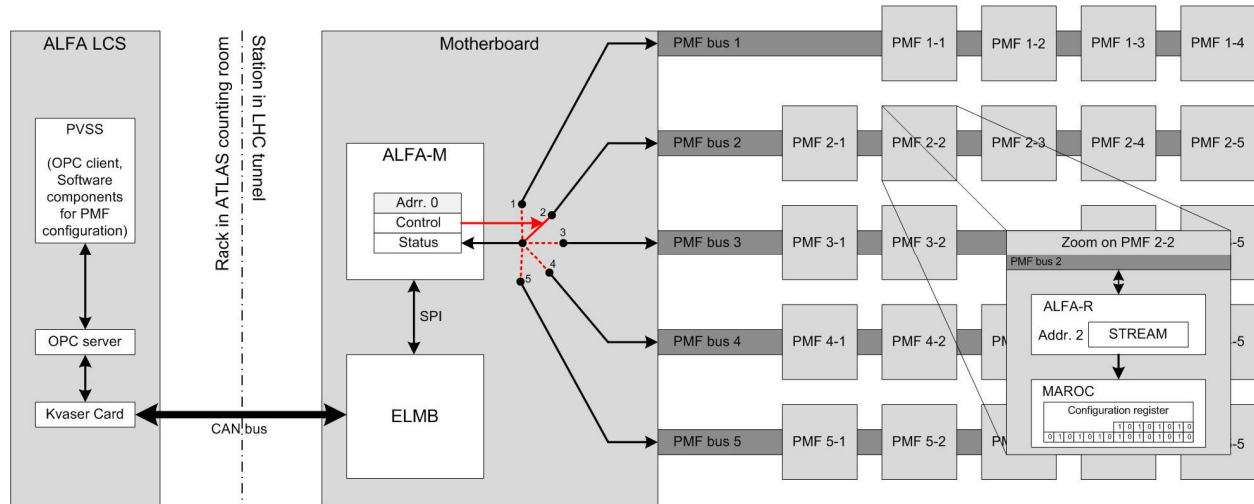 ALFA LCS
PVSS
(OPC client,
Software
components
for PMF
configuration)
OPC server
Kvaser Card
Rack in ATLAS counting room
Station in LHC tunnel
CAN bus
Motherboard
ALFA-M
Adrr. 0
Control
Status
SPI
ELMB
1
2
3
4
5
PMF bus 1
PMF 1-1
PMF 1-2
PMF 1-3
PMF 1-4
PMF bus 2
PMF 2-1
PMF 2-2
PMF 2-3
PMF 2-4
PMF 2-5
PMF bus 3
PMF 3-1
PMF 3-2
-5
PMF bus 4
PMF 4-1
PMF 4-2
-5
PMF bus 5
PMF 5-1
PMF 5-2
-5
Zoom on PMF 2-2
PMF bus 2
ALFA-R
Addr. 2
STREAM
MAROC
Configuration register
1 0 1 0 1 0 1 0
0 1 0 1 0 1 0 1 0 1 0 1 0 1 0